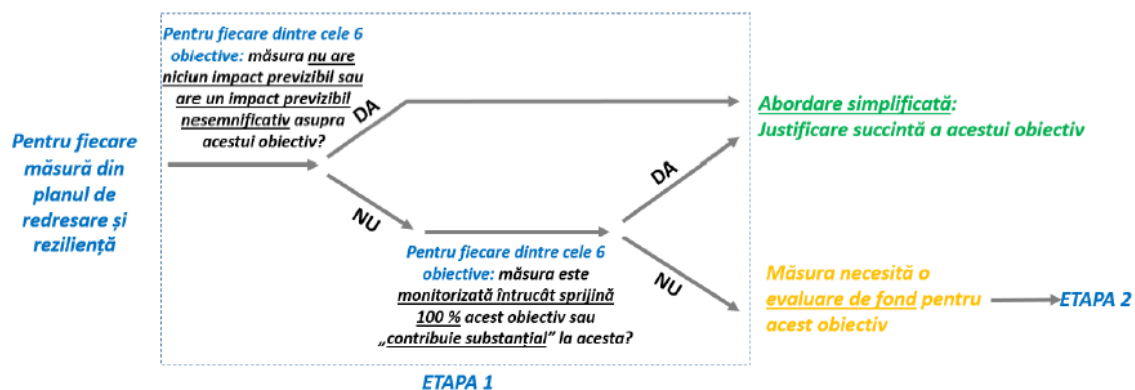 Pentru fiecare
măsură din
planul de
redresare și
reziliență
Pentru fiecare dintre cele 6
obiective: măsura nu are
niciun impact previzibil sau
are un impact previzibil
nesemnificativ asupra
acestui obiectiv?
DA
NU
Pentru fiecare dintre cele 6
obiective: măsura este
monitorizată întrucât sprijină
100 % acest obiectiv sau
„contribuie substanțial” la acesta?
DA
NU
Abordare simplificată:
Justificare succintă a acestui obiectiv
Măsura necesită o
evaluare de fond pentru
acest obiectiv
ETAPA 2
ETAPA 1